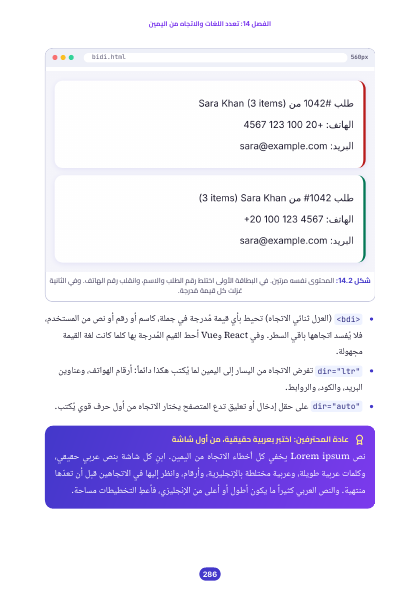 الفصل 14: تعدد اللغات والاتجاه من اليمين
bidi.html
560px
طلب #1042 من Sara Khan (3 items)
الهاتف: +20 100 123 4567
البريد: sara@example.com
طلب #1042 من Sara Khan (3 items)
الهاتف: +20 100 123 4567
البريد: sara@example.com
شكل 14.2: المحتوى نفسه مرتين. في البطاقة الأولى اختلط رقم الطلب والاسم، وانقلب رقم الهاتف. وفي الثانية
عُزلت كل قيمة مُدرجة.
<bdi> (العزل ثنائي الاتجاه) تحيط بأي قيمة مُدرجة في جملة، كاسم أو رقم أو نص من المستخدم،
فلا يُفسد اتجاهها باقي السطر. وفي React وVue أحط القيم المُدرجة بها كلما كانت لغة القيمة
مجهولة.
dir="ltr" تفرض الاتجاه من اليسار إلى اليمين لما يُكتب هكذا دائماً: أرقام الهواتف، وعناوين
البريد، والكود، والروابط.
dir="auto" على حقل إدخال أو تعليق تدع المتصفح يختار الاتجاه من أول حرف قوي يُكتب.
عادة المحترفين: اختبر بعربية حقيقية، من أول شاشة
نص Lorem ipsum يخفي كل أخطاء الاتجاه من اليمين. ابنِ كل شاشة بنص عربي حقيقي،
وكلمات عربية طويلة، وعربية مختلطة بالإنجليزية، وأرقام، وانظر إليها في الاتجاهين قبل أن تعدّها
منتهية. والنص العربي كثيراً ما يكون أطول أو أعلى من الإنجليزي، فأعطِ التخطيطات مساحة.
286